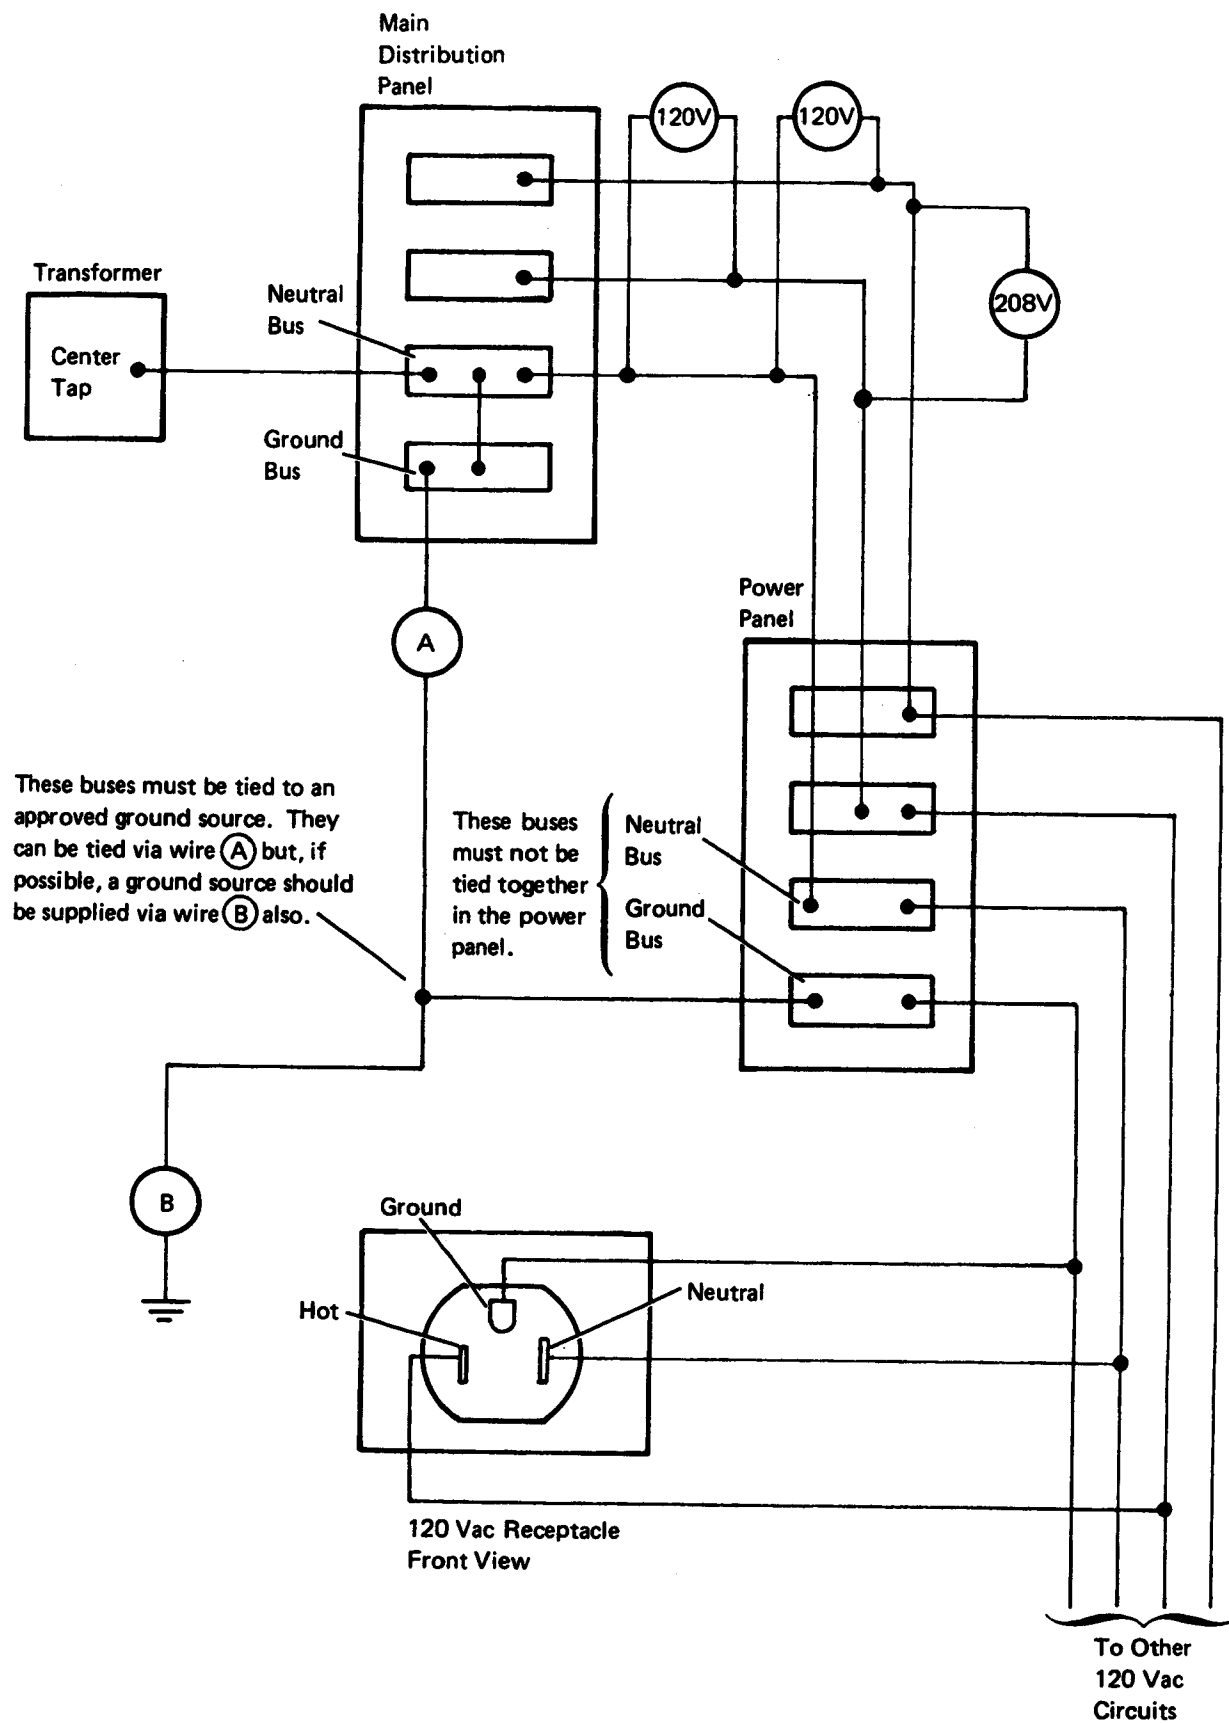 Main
Distribution
Panel
120V
120V
Transformer
Neutral
Bus
208V
Center
Tap
Ground
Bus
A
Power
Panel
These buses must be tied to an
approved ground source. They
can be tied via wire A but, if
possible, a ground source should
be supplied via wire B also.
These buses
must not be
tied together
in the power
panel.
Neutral
Bus
Ground
Bus
B
Ground
Neutral
Hot
120 Vac Receptacle
Front View
To Other
120 Vac
Circuits